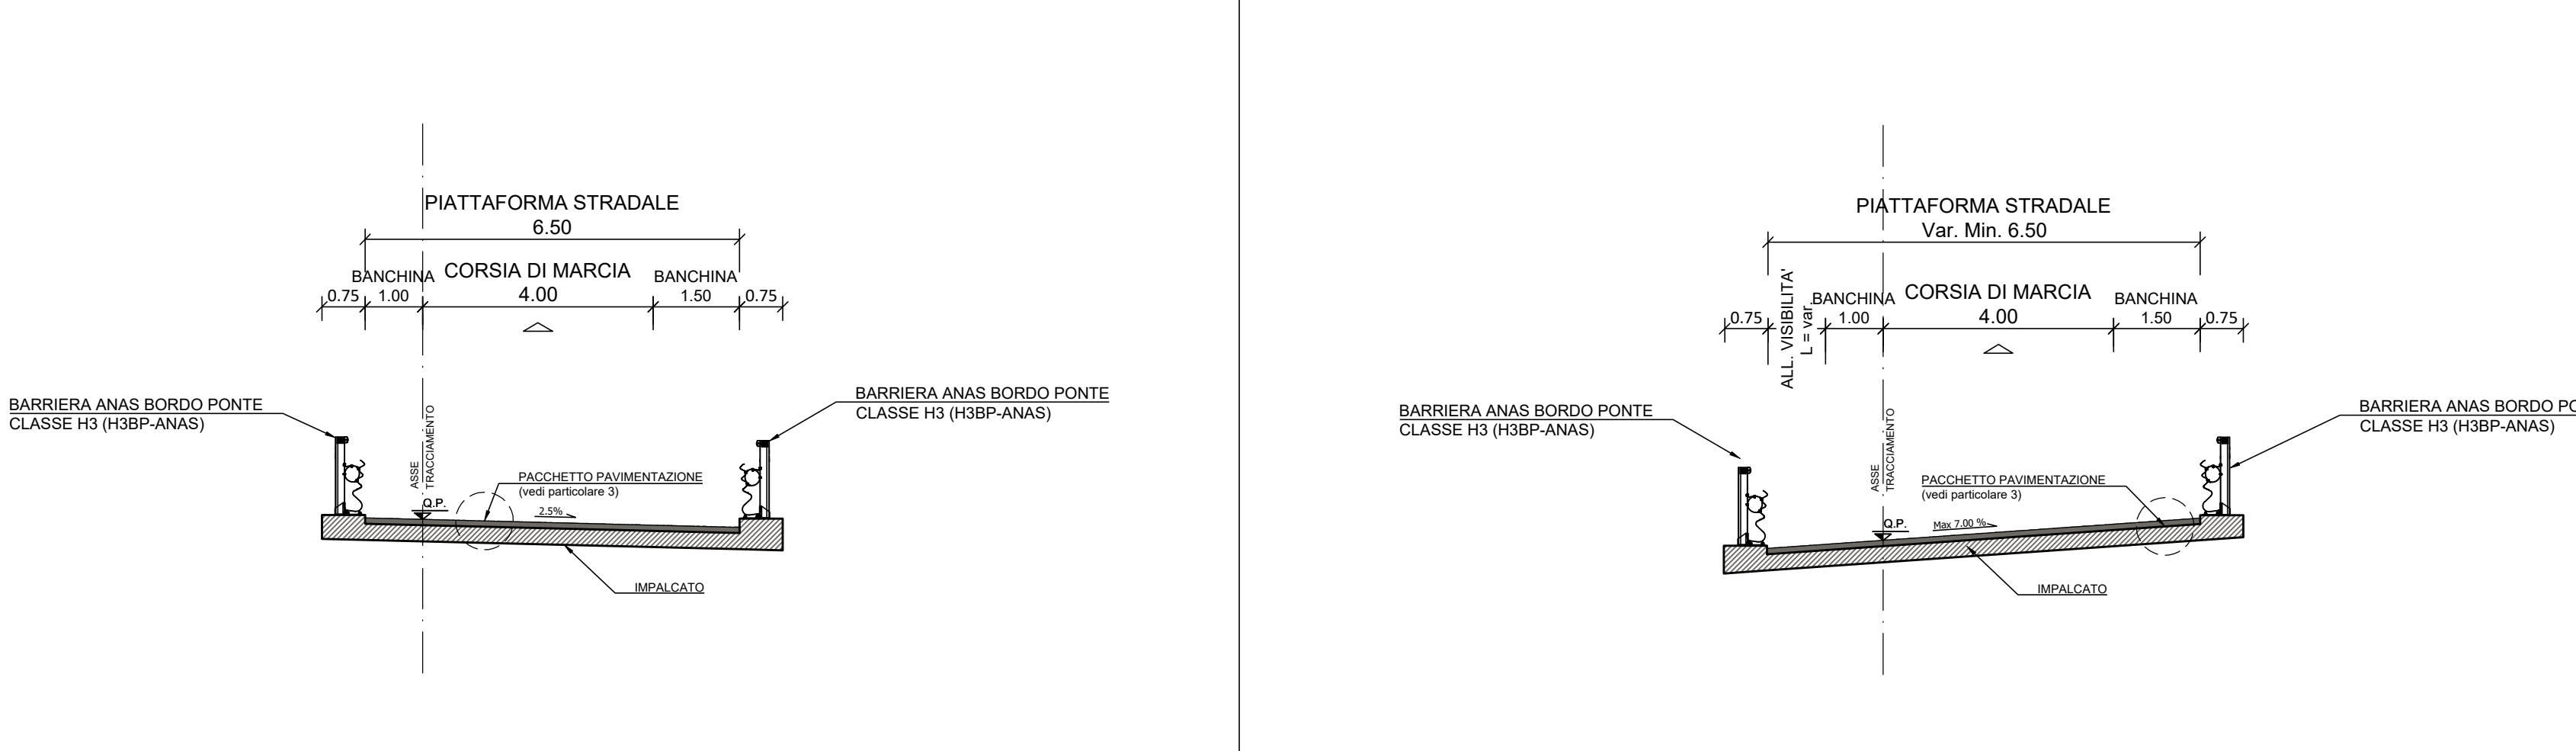 PIATTAFORMA STRADALE
6.50
BANCHINA CORSIA DI MARCIA BANCHINA
0.75 1.00 4.00 1.50 0.75
BARRIERA ANAS BORDO PONTE
CLASSE H3 (H3BP-ANAS)
BARRIERA ANAS BORDO PONTE
CLASSE H3 (H3BP-ANAS)
ASSE
TRACCIAMENTO
PACCHETTO PAVIMENTAZIONE
(vedi particolare 3)
Q.P.
2.5%
IMPALCATO
PIATTAFORMA STRADALE
Var. Min. 6.50
ALL. VISIBILITA'
L = var.
BANCHINA CORSIA DI MARCIA BANCHINA
0.75 1.00 4.00 1.50 0.75
BARRIERA ANAS BORDO PONTE
CLASSE H3 (H3BP-ANAS)
BARRIERA ANAS BORDO PO
CLASSE H3 (H3BP-ANAS)
ASSE
TRACCIAMENTO
PACCHETTO PAVIMENTAZIONE
(vedi particolare 3)
Q.P.
Max 7.00 %
IMPALCATO